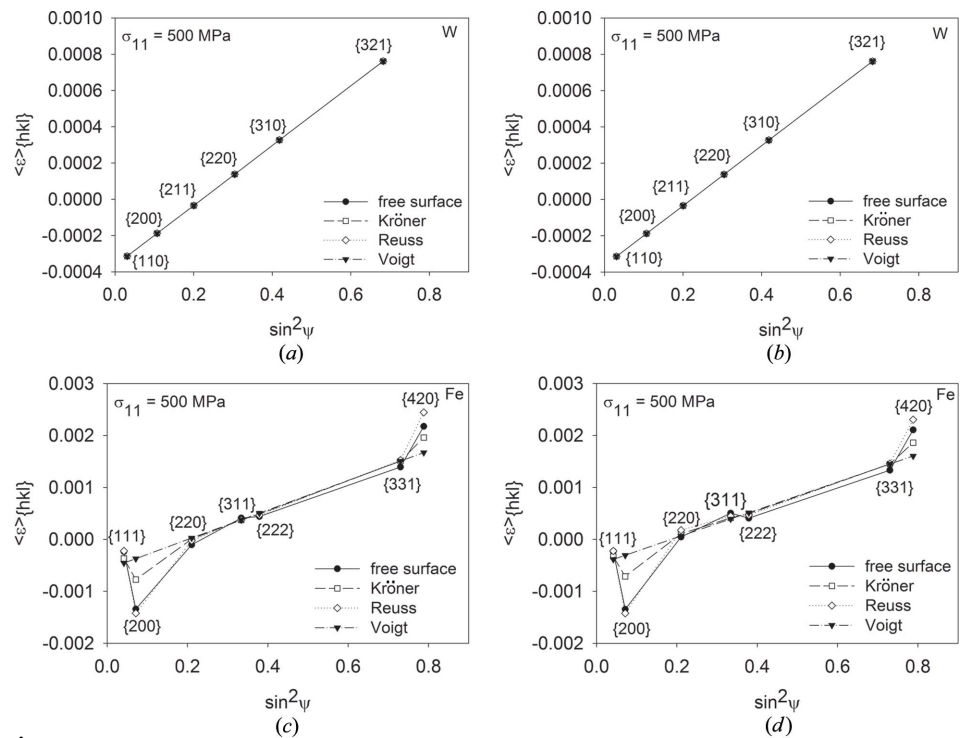 σ11 = 500 MPa
W
<ε>{hkl}
0.0010
0.0008
0.0006
0.0004
0.0002
0.0000
-0.0002
-0.0004
{321}
{310}
{220}
{211}
{200}
{110}
free surface
Kröner
Reuss
Voigt
0.0 0.2 0.4 0.6 0.8
sin2ψ
(a)
σ11 = 500 MPa
W
<ε>{hkl}
0.0010
0.0008
0.0006
0.0004
0.0002
0.0000
-0.0002
-0.0004
{321}
{310}
{220}
{211}
{200}
{110}
free surface
Kröner
Reuss
Voigt
0.0 0.2 0.4 0.6 0.8
sin2ψ
(b)
σ11 = 500 MPa
Fe
<ε>{hkl}
0.003
0.002
0.001
0.000
-0.001
-0.002
{420}
{331}
{311}
{222}
{220}
{111}
{200}
free surface
Kröner
Reuss
Voigt
0.0 0.2 0.4 0.6 0.8
sin2ψ
(c)
σ11 = 500 MPa
Fe
<ε>{hkl}
0.003
0.002
0.001
0.000
-0.001
-0.002
{420}
{331}
{311}
{222}
{220}
{111}
{200}
free surface
Kröner
Reuss
Voigt
0.0 0.2 0.4 0.6 0.8
sin2ψ
(d)